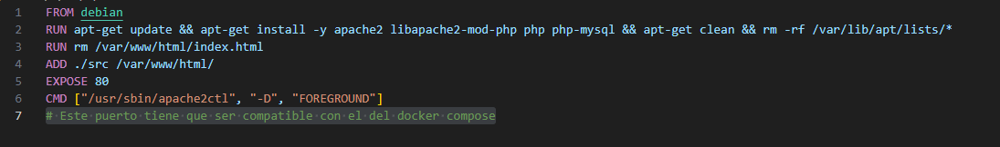 1 FROM debian
2 RUN apt-get update && apt-get install -y apache2 libapache2-mod-php php php-mysql && apt-get clean && rm -rf /var/lib/apt/lists/*
3 RUN rm /var/www/html/index.html
4 ADD ./src /var/www/html/
5 EXPOSE 80
6 CMD ["/usr/sbin/apache2ctl", "-D", "FOREGROUND"]
7 # Este puerto tiene que ser compatible con el del docker compose